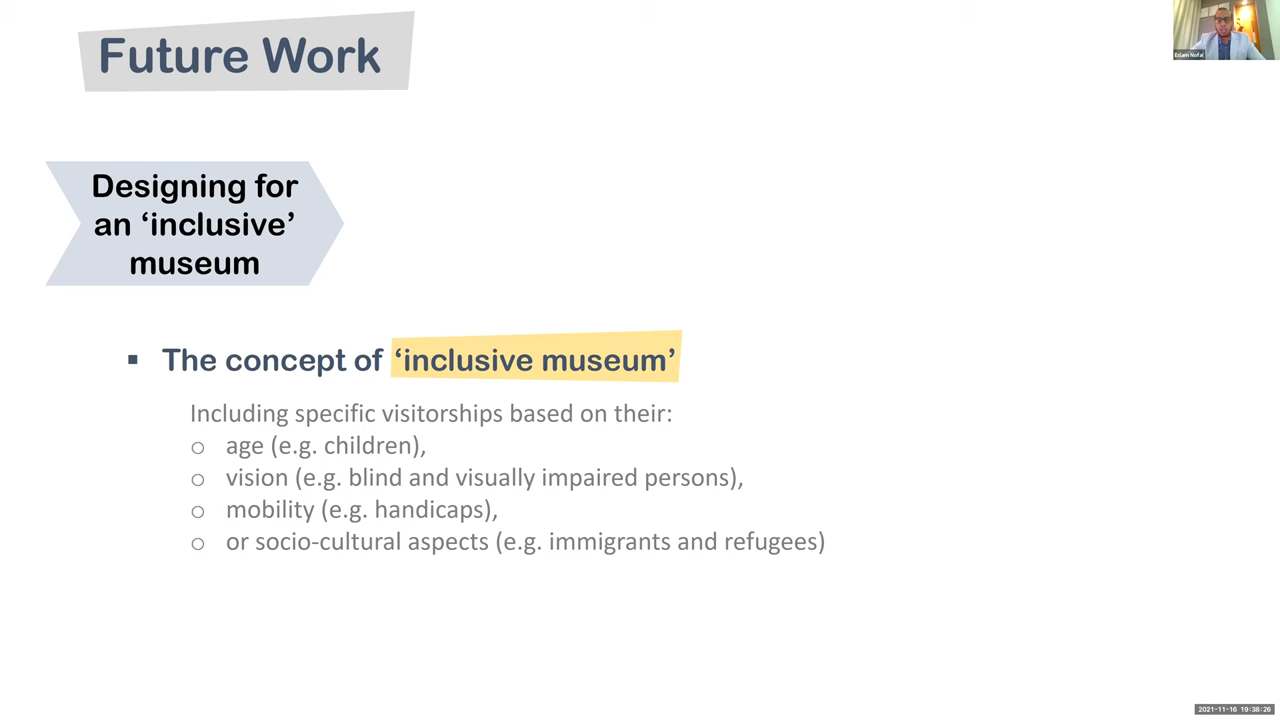 Future Work
Eslam Nofal
Designing for
an ‘inclusive’
museum
▪ The concept of ‘inclusive museum’
Including specific visitorships based on their:
o age (e.g. children),
o vision (e.g. blind and visually impaired persons),
o mobility (e.g. handicaps),
o or socio-cultural aspects (e.g. immigrants and refugees)
2021-11-16 19:38:26